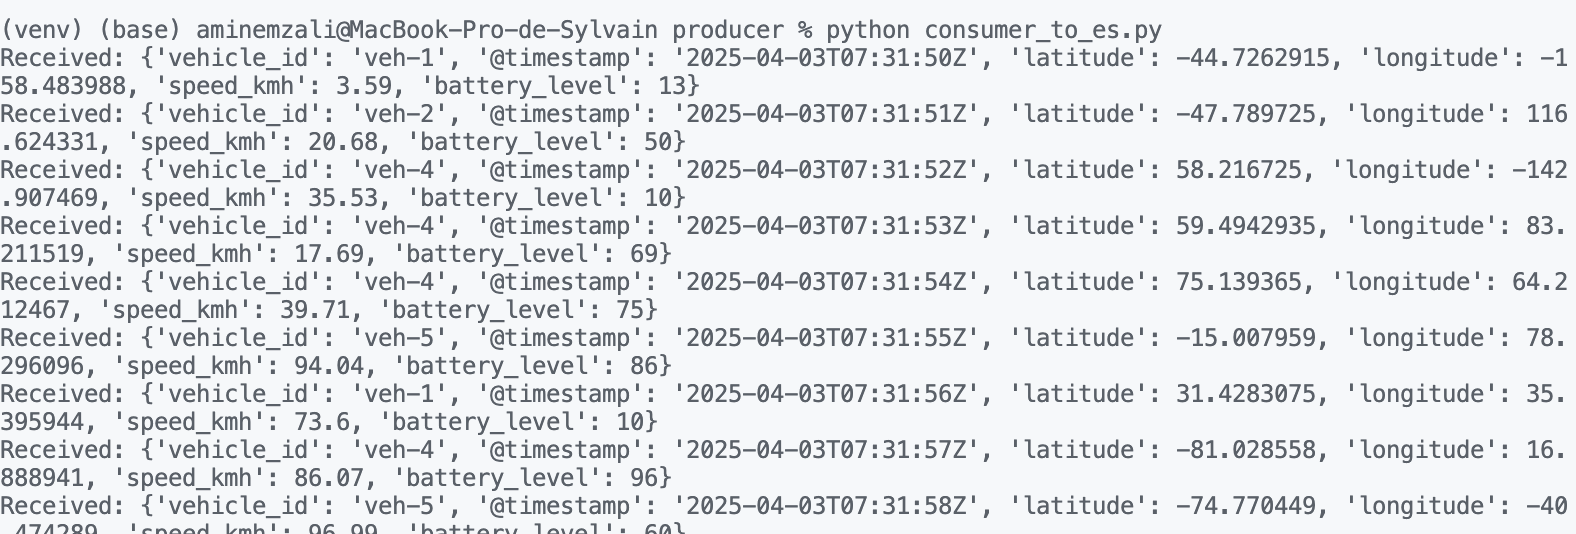 (venv) (base) aminemzali@MacBook-Pro-de-Sylvain producer % python consumer_to_es.py
Received: {'vehicle_id': 'veh-1', '@timestamp': '2025-04-03T07:31:50Z', 'latitude': -44.7262915, 'longitude': -1
58.483988, 'speed_kmh': 3.59, 'battery_level': 13}
Received: {'vehicle_id': 'veh-2', '@timestamp': '2025-04-03T07:31:51Z', 'latitude': -47.789725, 'longitude': 116
.624331, 'speed_kmh': 20.68, 'battery_level': 50}
Received: {'vehicle_id': 'veh-4', '@timestamp': '2025-04-03T07:31:52Z', 'latitude': 58.216725, 'longitude': -142
.907469, 'speed_kmh': 35.53, 'battery_level': 10}
Received: {'vehicle_id': 'veh-4', '@timestamp': '2025-04-03T07:31:53Z', 'latitude': 59.4942935, 'longitude': 83.
211519, 'speed_kmh': 17.69, 'battery_level': 69}
Received: {'vehicle_id': 'veh-4', '@timestamp': '2025-04-03T07:31:54Z', 'latitude': 75.139365, 'longitude': 64.2
12467, 'speed_kmh': 39.71, 'battery_level': 75}
Received: {'vehicle_id': 'veh-5', '@timestamp': '2025-04-03T07:31:55Z', 'latitude': -15.007959, 'longitude': 78.
296096, 'speed_kmh': 94.04, 'battery_level': 86}
Received: {'vehicle_id': 'veh-1', '@timestamp': '2025-04-03T07:31:56Z', 'latitude': 31.4283075, 'longitude': 35.
395944, 'speed_kmh': 73.6, 'battery_level': 10}
Received: {'vehicle_id': 'veh-4', '@timestamp': '2025-04-03T07:31:57Z', 'latitude': -81.028558, 'longitude': 16.
888941, 'speed_kmh': 86.07, 'battery_level': 96}
Received: {'vehicle_id': 'veh-5', '@timestamp': '2025-04-03T07:31:58Z', 'latitude': -74.770449, 'longitude': -40
.474289, 'speed_kmh': 96.99, 'battery_level': 60}